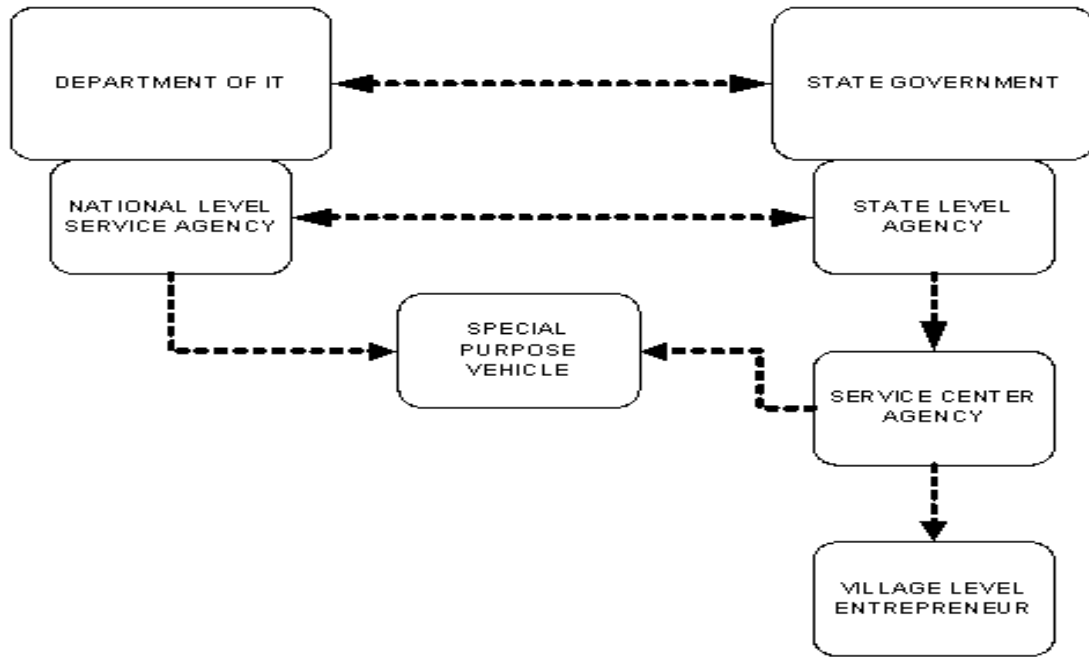 DEPARTMENT OF IT
STATE GOVERNMENT
NATIONAL LEVEL
SERVICE AGENCY
STATE LEVEL
AGENCY
SPECIAL
PURPOSE
VEHICLE
SERVICE CENTER
AGENCY
VILLAGE LEVEL
ENTREPRENEUR